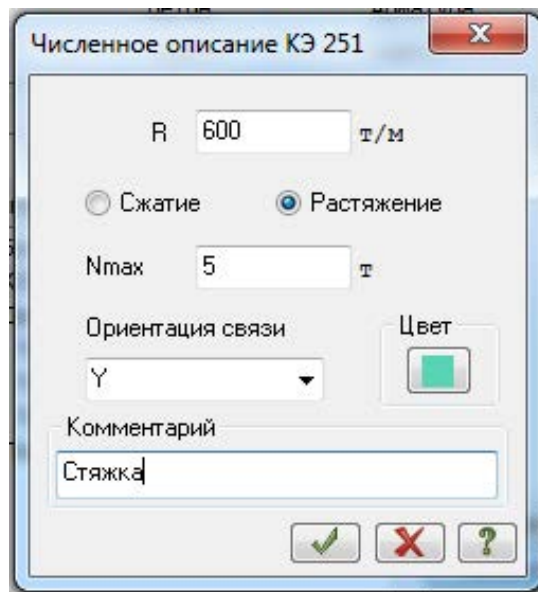 Численное описание КЭ 251
R 600 т/м
Сжатие Растяжение
Nmax 5 т
Ориентация связи Цвет
Y
Комментарий
Стяжка